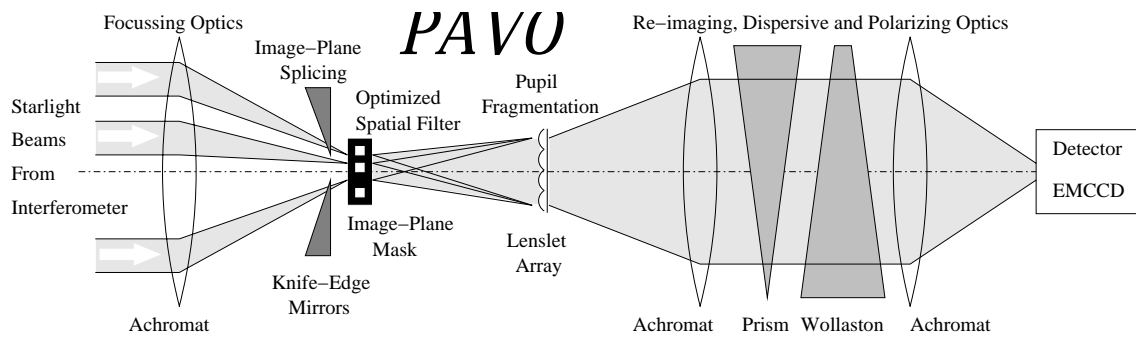 PAVO
Focussing Optics
Re-imaging, Dispersive and Polarizing Optics
Image-Plane
Splicing
Pupil
Fragmentation
Optimized
Spatial Filter
Starlight
Beams
From
Interferometer
Detector
EMCCD
Image-Plane
Mask
Lenslet
Array
Knife-Edge
Mirrors
Achromat
Achromat
Prism
Wollaston
Achromat